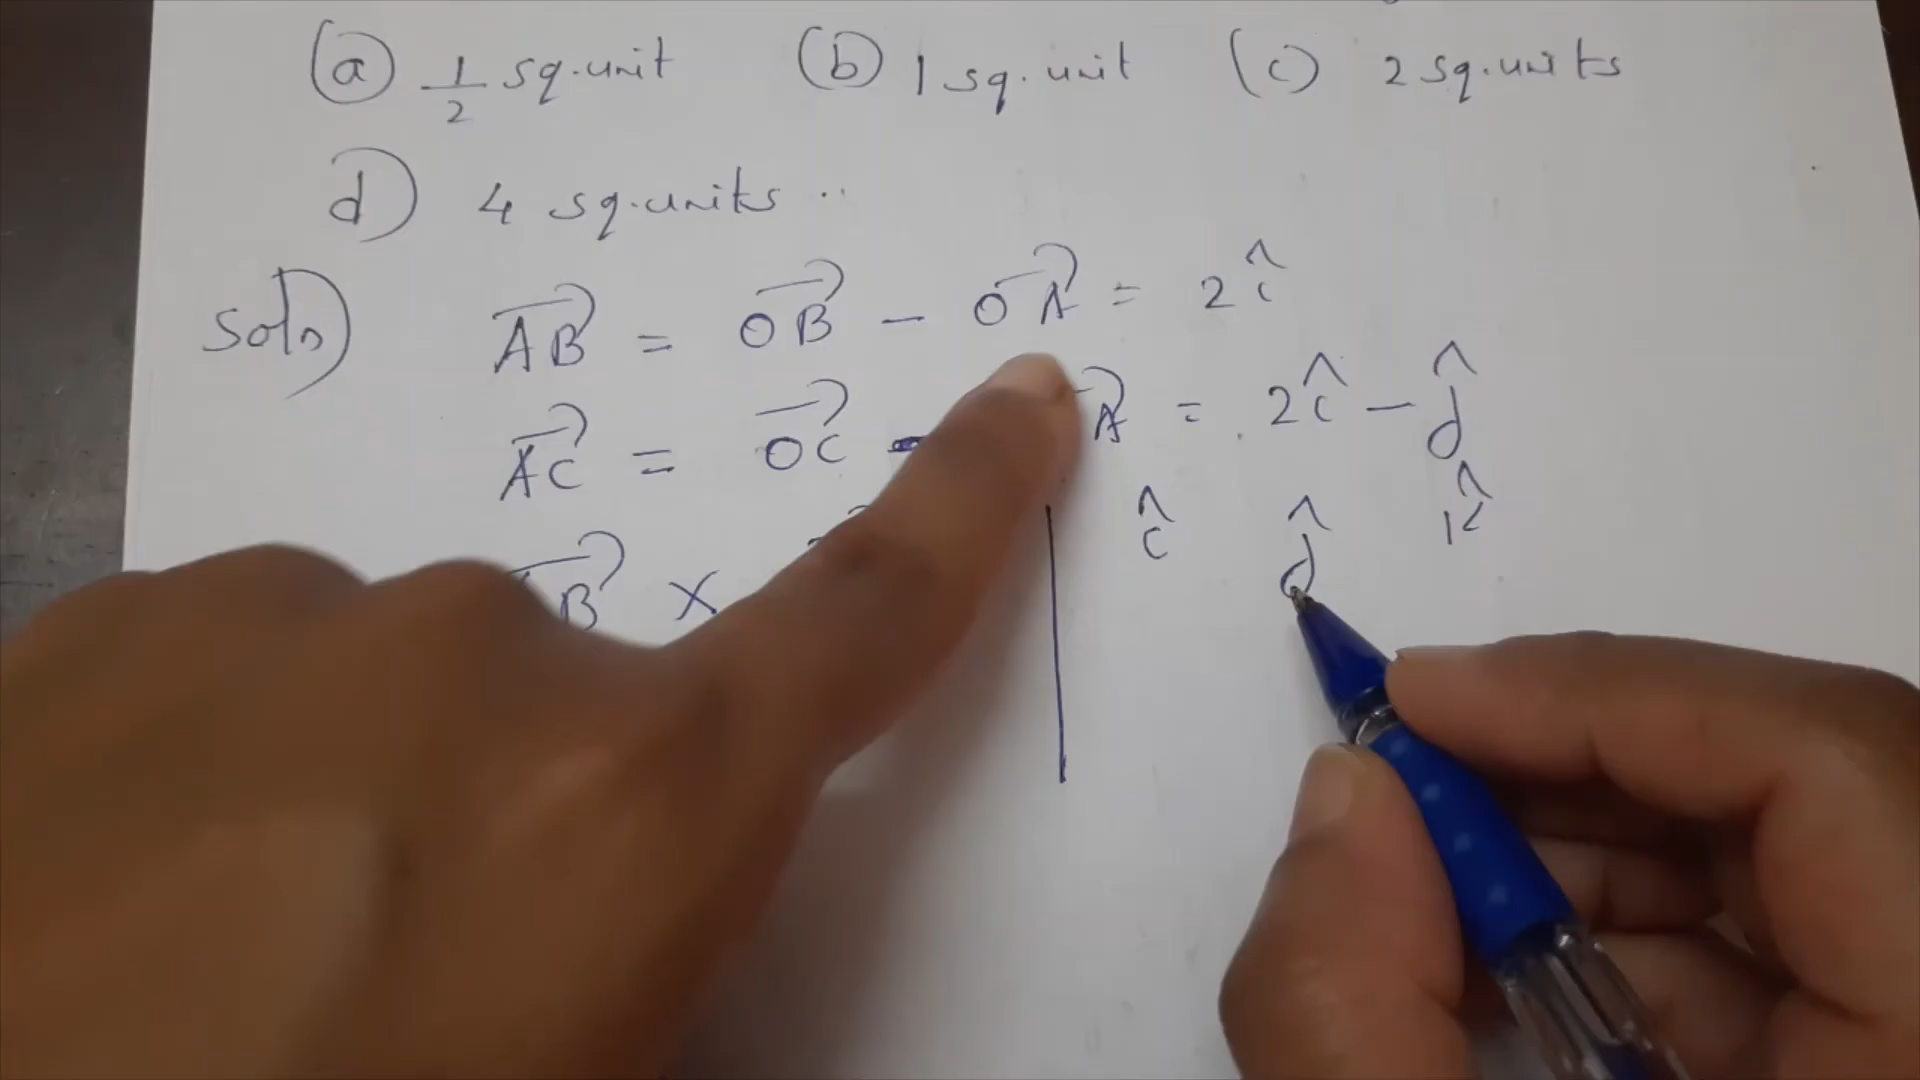 (a) 1/2 sq.unit (b) 1 sq.unit (c) 2 sq.units
d) 4 sq.units ..
Soln) AB = OB - OA = 2î
AC = OC - A = 2î - ĵ
B × | î ĵ k̂